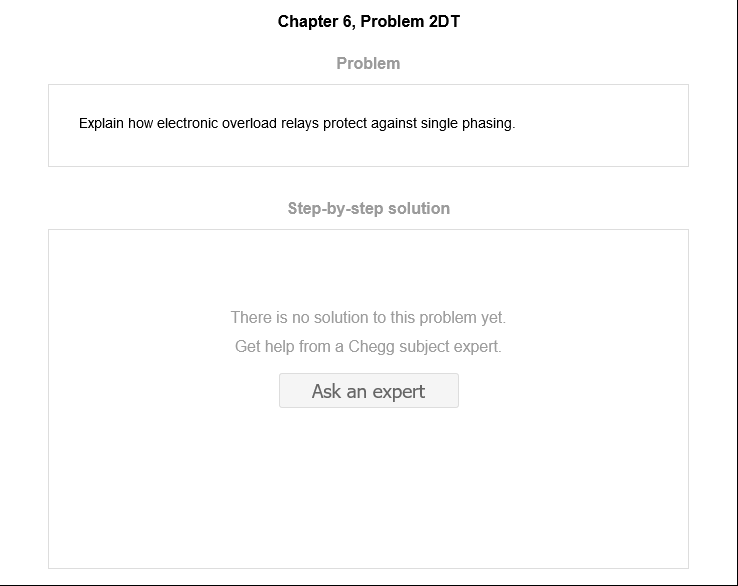 Chapter 6, Problem 2DT
Problem
Explain how electronic overload relays protect against single phasing.
Step-by-step solution
There is no solution to this problem yet.
Get help from a Chegg subject expert.
Ask an expert